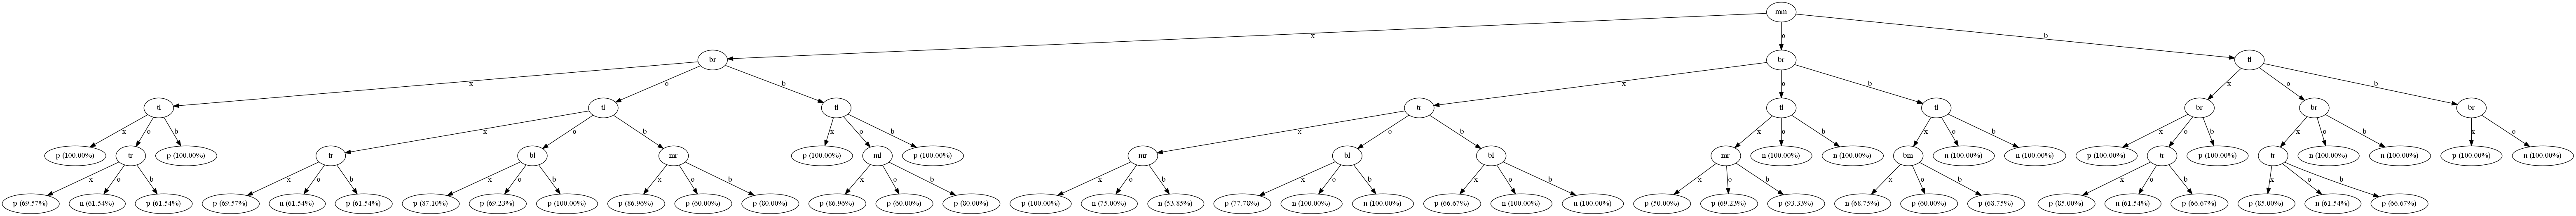 mm
x o b
br br tl
x o b x o b x o b
tl tl tl tr tl tl br br br
x o b x o b x o b x o b x o b x o b x o b x o b x o
p (100.00%) tr p (100.00%) tr bl mr p (100.00%) ml p (100.00%) mr bl bl mr n (100.00%) n (100.00%) bm n (100.00%) n (100.00%) p (100.00%) tr p (100.00%) tr n (100.00%) n (100.00%) p (100.00%) n (100.00%)
x o b x o b x o b x o b x o b x o b x o b x o b x o b x o b x o b x o b
p (69.57%) n (61.54%) p (61.54%) p (69.57%) n (61.54%) p (61.54%) p (87.10%) p (69.23%) p (100.00%) p (86.96%) p (60.00%) p (80.00%) p (86.96%) p (60.00%) p (80.00%) p (100.00%) n (75.00%) n (53.85%) p (77.78%) n (100.00%) n (100.00%) p (66.67%) n (100.00%) n (100.00%) p (50.00%) p (69.23%) p (93.33%) n (68.75%) p (60.00%) p (68.75%) p (85.00%) n (61.54%) p (66.67%) p (85.00%) n (61.54%) p (66.67%)